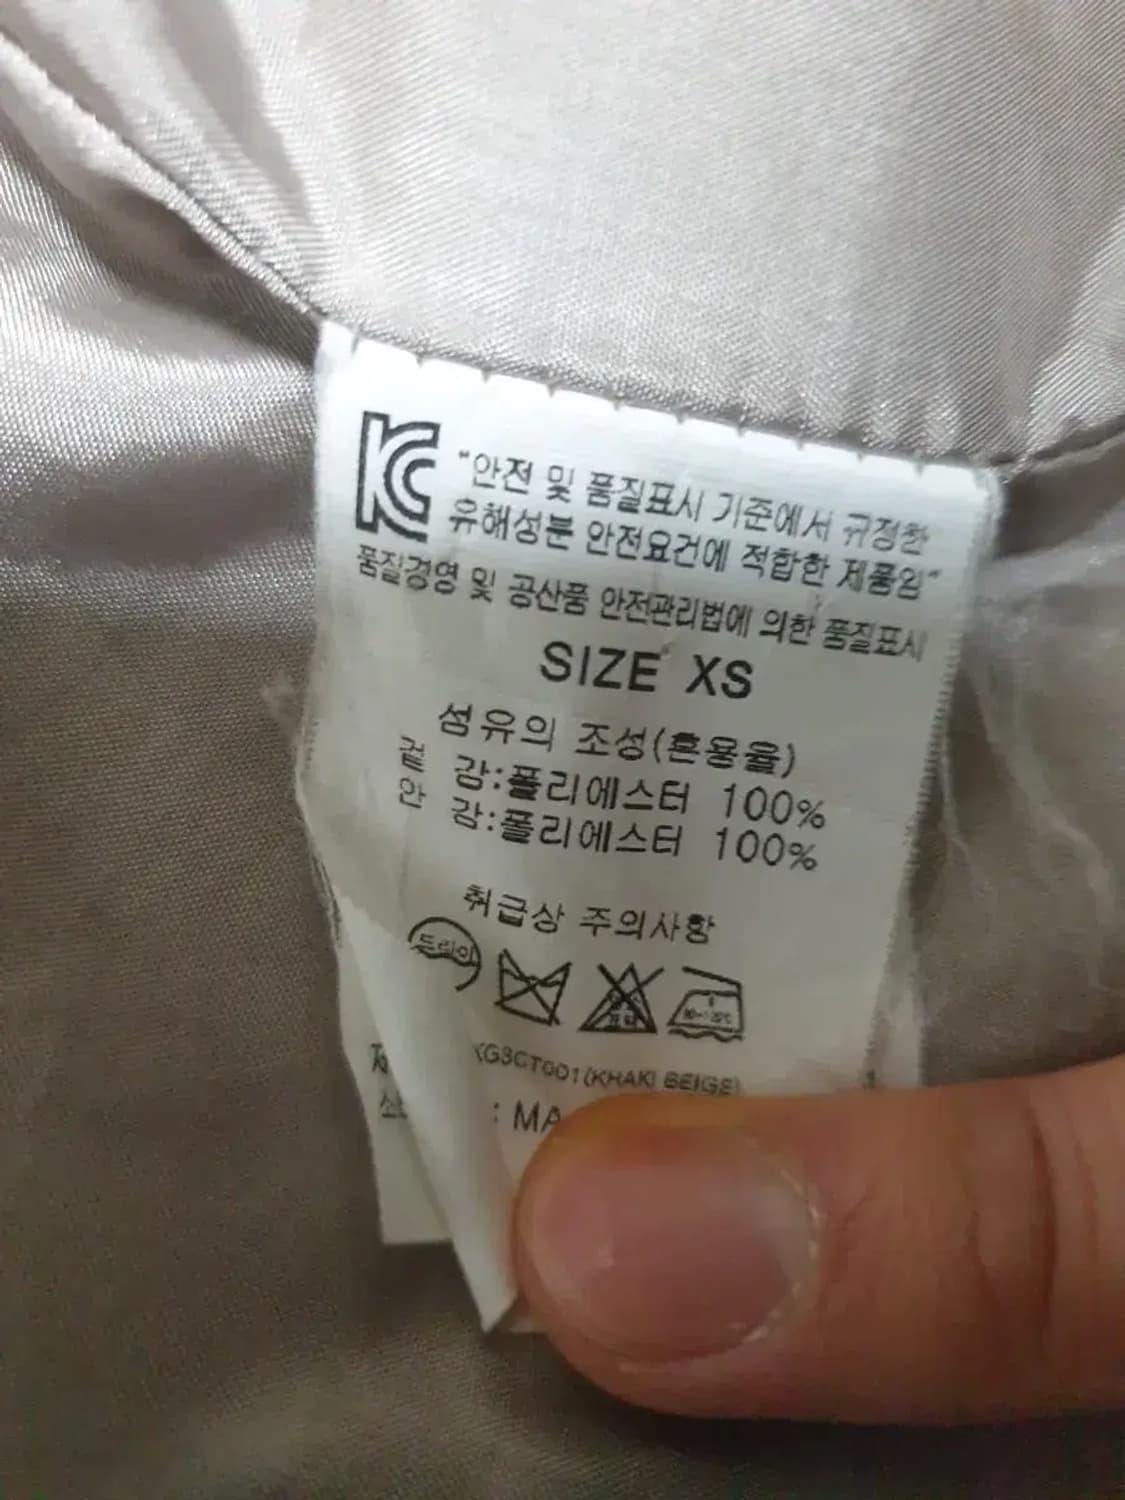 KC
“안전 및 품질표시 기준에서 규정한
유해성분 안전요건에 적합한 제품임”
품질경영 및 공산품 안전관리법에 의한 품질표시
SIZE XS
섬유의 조성(혼용율)
겉 감:폴리에스터 100%
안 감:폴리에스터 100%
취급상 주의사항
드라이
KG3CT001(KHAKI BEIGE)
: MA